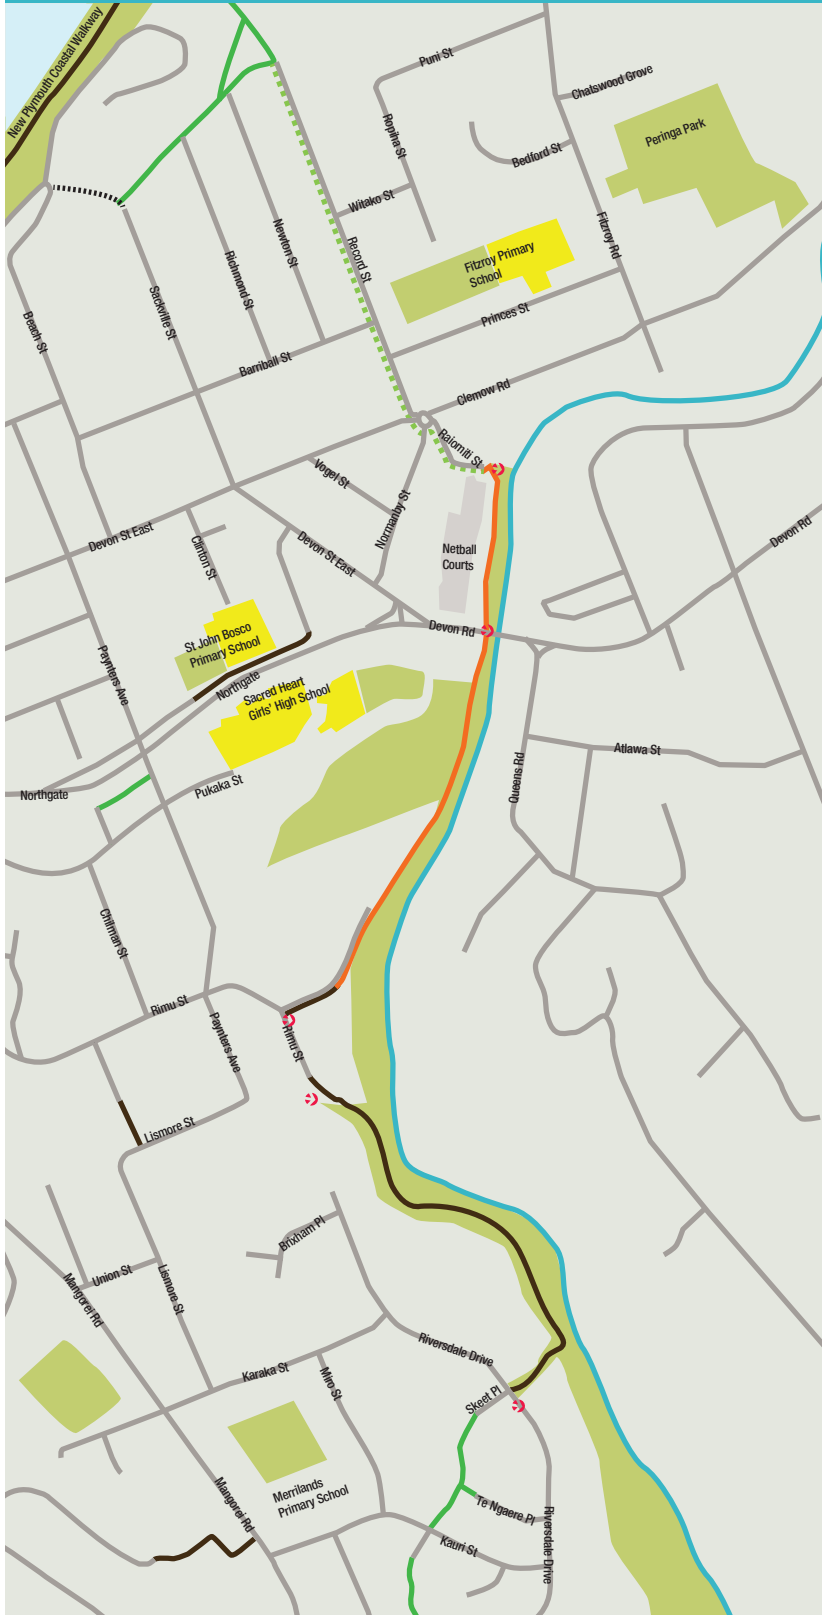 New Plymouth Coastal Walkway
Puni St
Chatswood Grove
Ropiha St
Peringa Park
Bedford St
Witako St
Newton St
Record St
Fitzroy Rd
Richmond St
Fitzroy Primary
School
Sackville St
Beach St
Princes St
Barriball St
Clemow Rd
Raiomiti St
Vogel St
Normanby St
Devon St East
Clinton St
Devon St East
Devon Rd
Netball
Courts
St John Bosco
Primary School
Devon Rd
Paynters Ave
Northgate
Sacred Heart
Girls' High School
Atlawa St
Queens Rd
Northgate
Pukaka St
Chilman St
Rimu St
Paynters Ave
Rimu St
Lismore St
Brixham Pl
Union St
Lismore St
Mangorei Rd
Riversdale Drive
Karaka St
Miro St
Skeet Pl
Merrilands
Primary School
Mangorei Rd
Te Ngaere Pl
Riversdale Drive
Kauri St